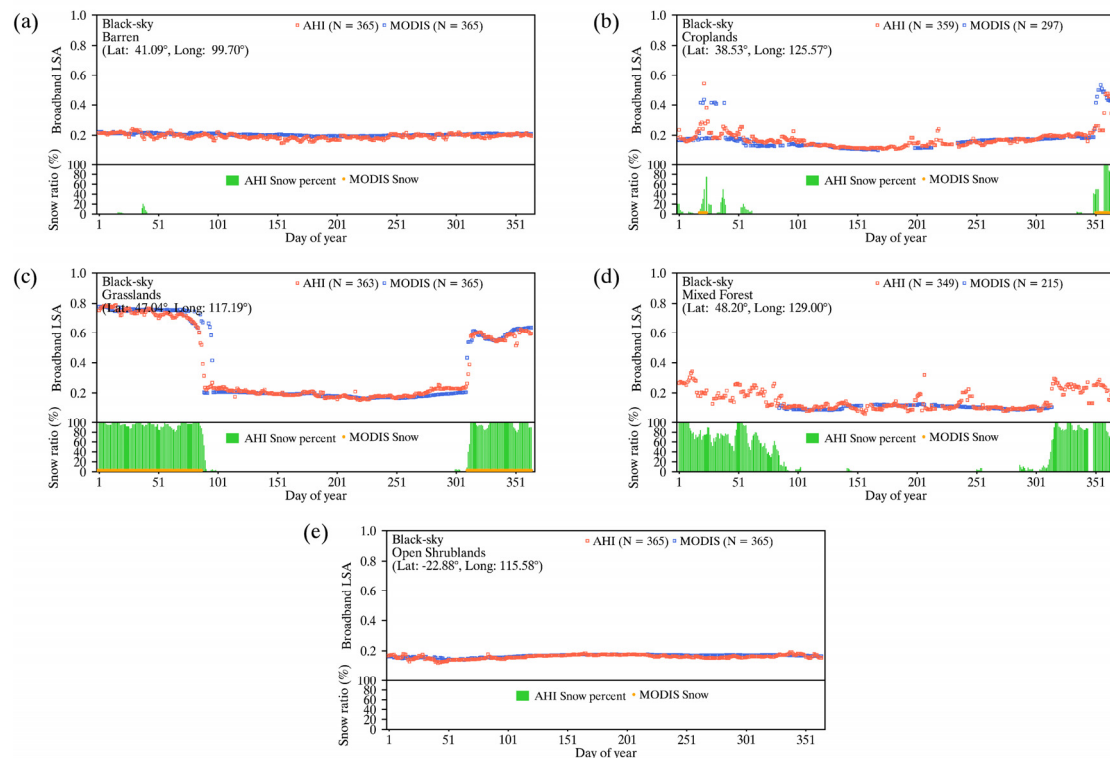 (a)
Black-sky
Barren
(Lat: 41.09°, Long: 99.70°)
AHI (N = 365) MODIS (N = 365)
Broadband LSA
1.0
0.8
0.6
0.4
0.2
Snow ratio (%)
100
80
60
40
20
0
AHI Snow percent MODIS Snow
1 51 101 151 201 251 301 351
Day of year
(b)
Black-sky
Croplands
(Lat: 38.53°, Long: 125.57°)
AHI (N = 359) MODIS (N = 297)
Broadband LSA
1.0
0.8
0.6
0.4
0.2
Snow ratio (%)
100
80
60
40
20
0
AHI Snow percent MODIS Snow
1 51 101 151 201 251 301 351
Day of year
(c)
Black-sky
Grasslands
(Lat: 47.04°, Long: 117.19°)
AHI (N = 363) MODIS (N = 365)
Broadband LSA
1.0
0.8
0.6
0.4
0.2
Snow ratio (%)
100
80
60
40
20
0
AHI Snow percent MODIS Snow
1 51 101 151 201 251 301 351
Day of year
(d)
Black-sky
Mixed Forest
(Lat: 48.20°, Long: 129.00°)
AHI (N = 349) MODIS (N = 215)
Broadband LSA
1.0
0.8
0.6
0.4
0.2
Snow ratio (%)
100
80
60
40
20
0
AHI Snow percent MODIS Snow
1 51 101 151 201 251 301 351
Day of year
(e)
Black-sky
Open Shrublands
(Lat: -22.88°, Long: 115.58°)
AHI (N = 365) MODIS (N = 365)
Broadband LSA
1.0
0.8
0.6
0.4
0.2
Snow ratio (%)
100
80
60
40
20
0
AHI Snow percent MODIS Snow
1 51 101 151 201 251 301 351
Day of year